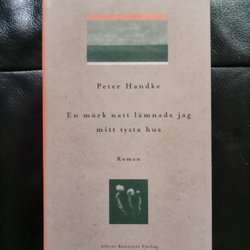 Peter Handke
En mörk natt lämnade jag
mitt tysta hus
Roman
Albert Bonniers Förlag